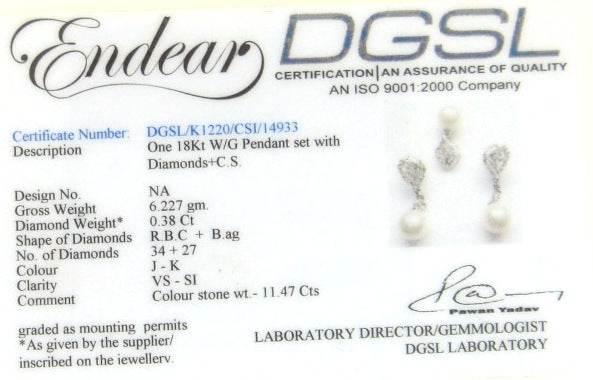 Endear
DGSL
CERTIFICATION|AN ASSURANCE OF QUALITY
AN ISO 9001:2000 Company
Certificate Number: DGSL/K1220/CSI/14933
Description One 18Kt W/G Pendant set with
Diamonds+C.S.
Design No. NA
Gross Weight 6.227 gm.
Diamond Weight* 0.38 Ct
Shape of Diamonds R.B.C + B.ag
No. of Diamonds 34 + 27
Colour J - K
Clarity VS - SI
Comment Colour stone wt.- 11.47 Cts
Pawan Yadav
graded as mounting permits
*As given by the supplier/
inscribed on the jewellery.
LABORATORY DIRECTOR/GEMMOLOGIST
DGSL LABORATORY